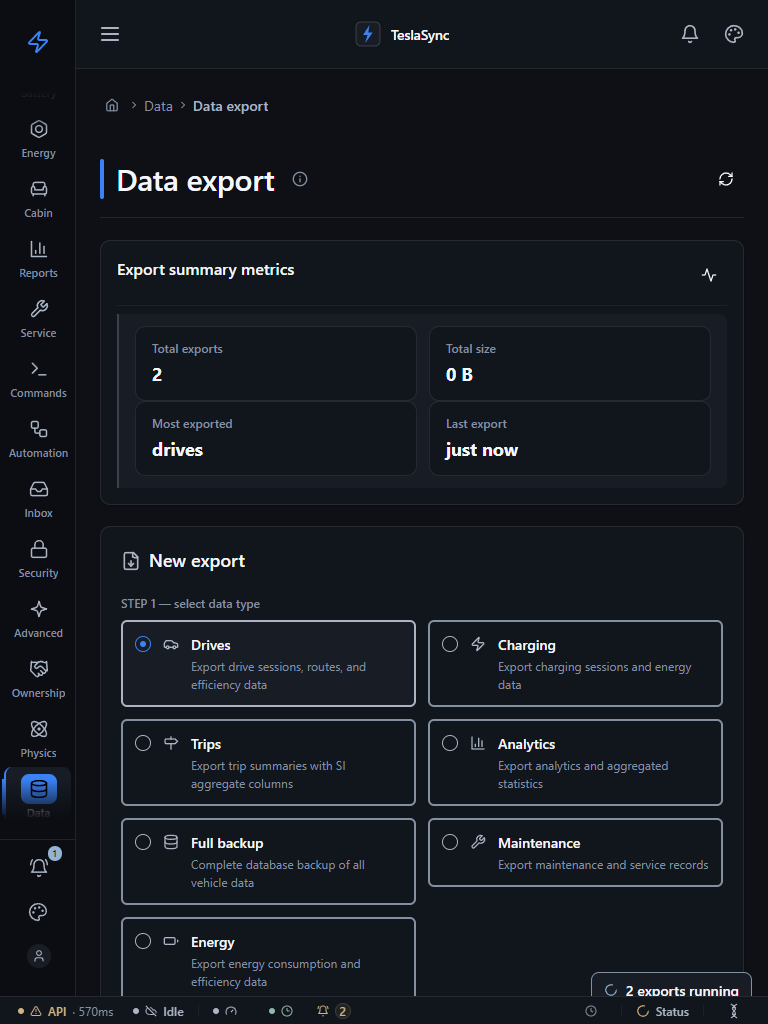 TeslaSync
Energy
Cabin
Reports
Service
Commands
Automation
Inbox
Security
Advanced
Ownership
Physics
Data
1
Data
Data export
Data export
Export summary metrics
Total exports
2
Total size
0 B
Most exported
drives
Last export
just now
New export
STEP 1 — select data type
Drives
Export drive sessions, routes, and
efficiency data
Charging
Export charging sessions and energy
data
Trips
Export trip summaries with SI
aggregate columns
Analytics
Export analytics and aggregated
statistics
Full backup
Complete database backup of all
vehicle data
Maintenance
Export maintenance and service records
Energy
Export energy consumption and
efficiency data
2 exports running
API · 570ms
Idle
2
Status